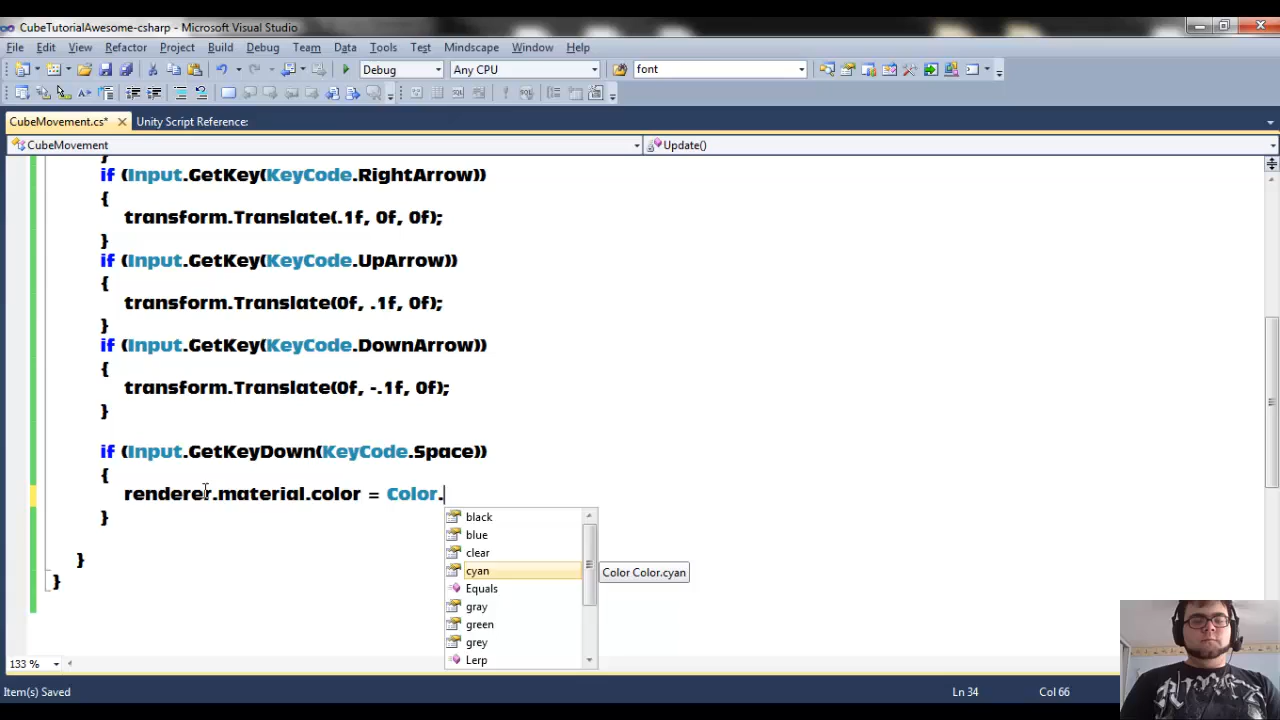 CubeTutorialAwesome-csharp - Microsoft Visual Studio
File Edit View Refactor Project Build Debug Team Data Tools Test Mindscape Window Help
Debug Any CPU font
CubeMovement.cs* Unity Script Reference:
CubeMovement Update()
}
if (Input.GetKey(KeyCode.RightArrow))
{
transform.Translate(.1f, 0f, 0f);
}
if (Input.GetKey(KeyCode.UpArrow))
{
transform.Translate(0f, .1f, 0f);
}
if (Input.GetKey(KeyCode.DownArrow))
{
transform.Translate(0f, -.1f, 0f);
}
if (Input.GetKeyDown(KeyCode.Space))
{
renderer.material.color = Color.
}
black
blue
clear
cyan Color Color.cyan
Equals
gray
green
grey
Lerp
}
}
133 %
Item(s) Saved Ln 34 Col 66